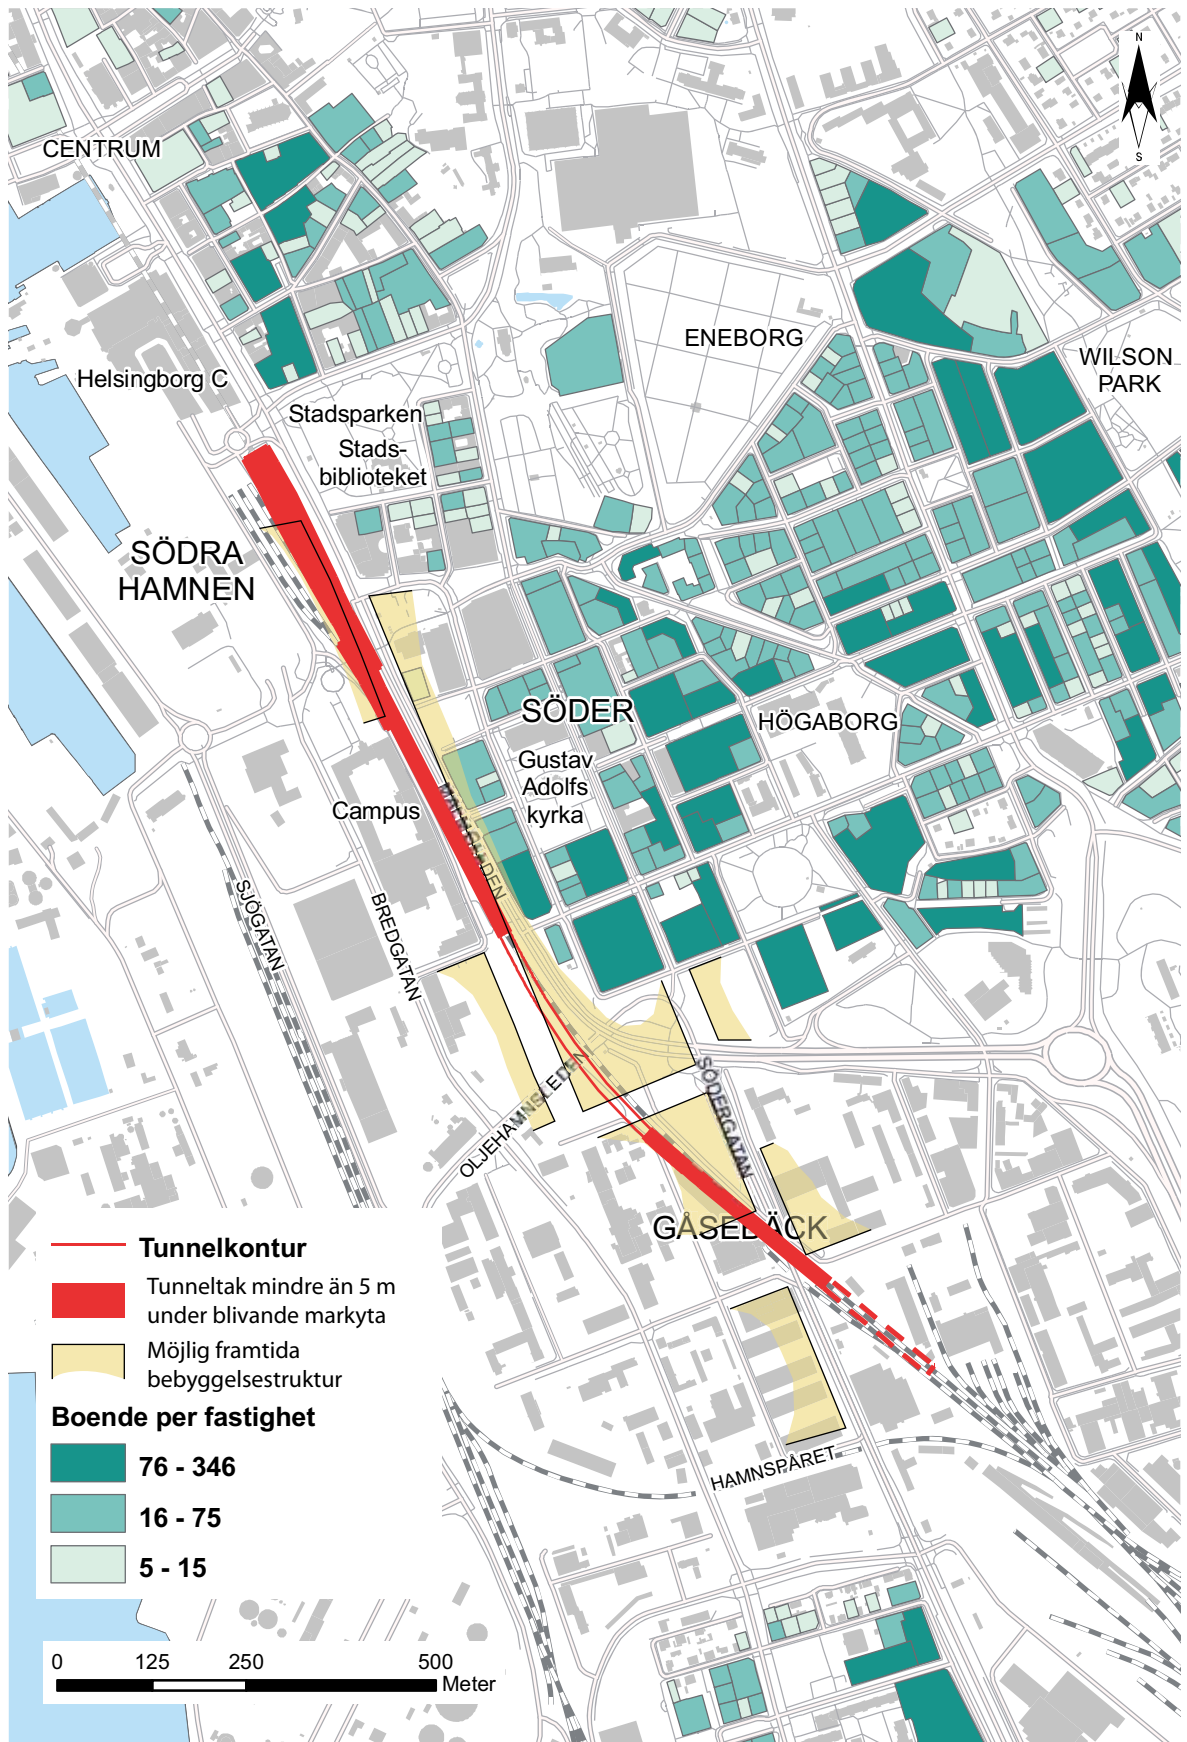 N
S
CENTRUM
ENEBORG
WILSON
PARK
Helsingborg C
Stadsparken
Stads-
biblioteket
SÖDRA
HAMNEN
SÖDER
HÖGABORG
Gustav
Adolfs
kyrka
Campus
MALMÖLEDEN
SJÖGATAN
BREDGATAN
OLJEHAMNSLEDEN
SÖDERGATAN
GÅSEBÄCK
HAMNSPÅRET
Tunnelkontur
Tunneltak mindre än 5 m
under blivande markyta
Möjlig framtida
bebyggelsestruktur
Boende per fastighet
76 - 346
16 - 75
5 - 15
0 125 250 500
Meter